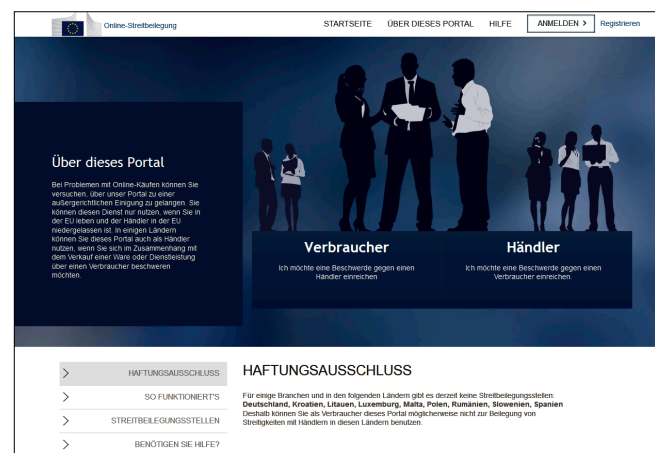 Online-Streitbeilegung
STARTSEITE ÜBER DIESES PORTAL HILFE ANMELDEN > Registrieren
Über dieses Portal
Bei Problemen mit Online-Käufen können Sie
versuchen, über unser Portal zu einer
außergerichtlichen Einigung zu gelangen. Sie
können diesen Dienst nur nutzen, wenn Sie in
der EU leben und der Händler in der EU
niedergelassen ist. In einigen Ländern
können Sie dieses Portal auch als Händler
nutzen, wenn Sie sich im Zusammenhang mit
dem Verkauf einer Ware oder Dienstleistung
über einen Verbraucher beschweren
möchten.
Verbraucher
Ich möchte eine Beschwerde gegen einen
Händler einreichen
Händler
Ich möchte eine Beschwerde gegen einen
Verbraucher einreichen.
HAFTUNGSAUSSCHLUSS
SO FUNKTIONIERT'S
STREITBEILEGUNGSSTELLEN
BENÖTIGEN SIE HILFE?
HAFTUNGSAUSSCHLUSS
Für einige Branchen und in den folgenden Ländern gibt es derzeit keine Streitbeilegungsstellen:
Deutschland, Kroatien, Litauen, Luxemburg, Malta, Polen, Rumänien, Slowenien, Spanien
Deshalb können Sie als Verbraucher dieses Portal möglicherweise nicht zur Beilegung von
Streitigkeiten mit Händlern in diesen Ländern benutzen.